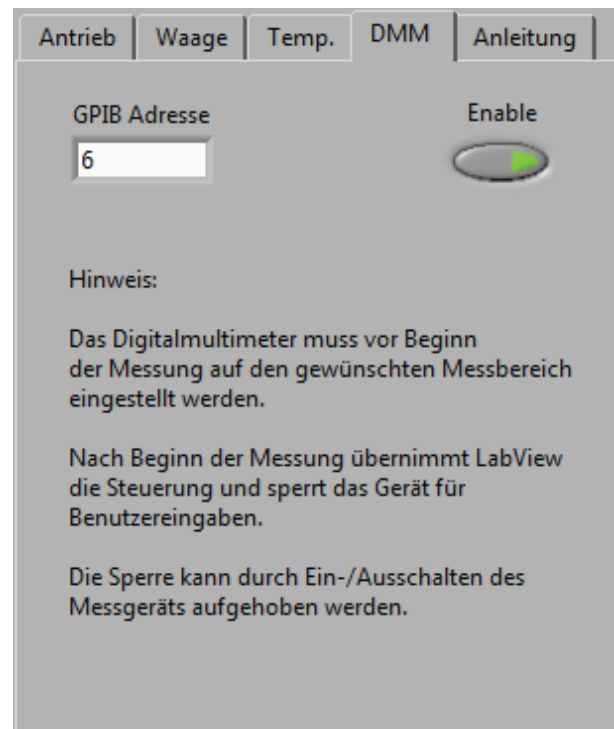 Antrieb Waage Temp. DMM Anleitung
GPIB Adresse Enable
6
Hinweis:
Das Digitalmultimeter muss vor Beginn
der Messung auf den gewünschten Messbereich
eingestellt werden.
Nach Beginn der Messung übernimmt LabView
die Steuerung und sperrt das Gerät für
Benutzereingaben.
Die Sperre kann durch Ein-/Ausschalten des
Messgeräts aufgehoben werden.